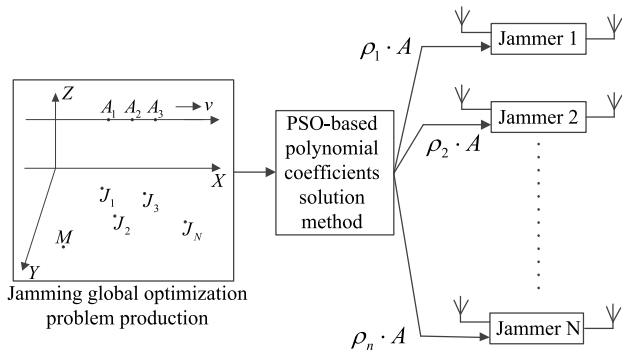 Z
A₁ A₂ A₃
v
X
J₁
J₂
J₃
J_N
M
Y
Jamming global optimization
problem production
PSO-based
polynomial
coefficients
solution
method
ρ₁ · A
Jammer 1
ρ₂ · A
Jammer 2
ρₙ · A
Jammer N